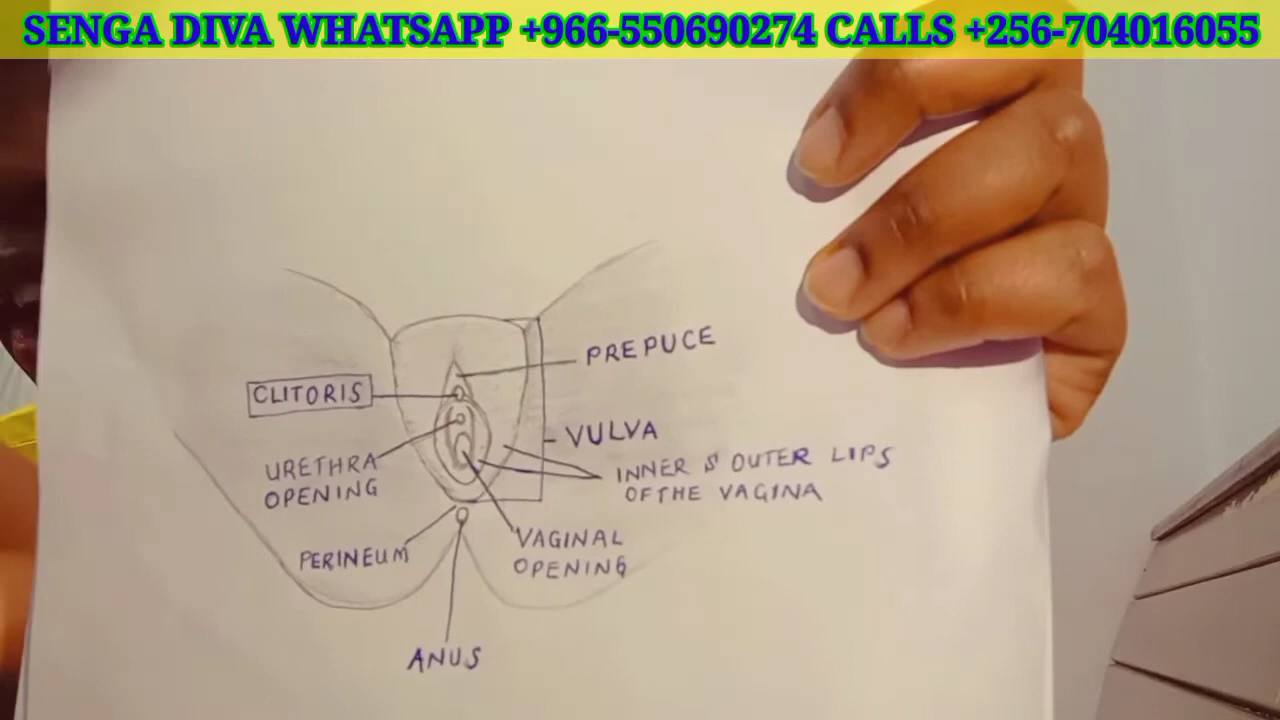 SENGA DIVA WHATSAPP +966-550690274 CALLS +256-704016055
PREPUCE
CLITORIS
VULVA
URETHRA
OPENING
INNER & OUTER LIPS
OF THE VAGINA
PERINEUM
VAGINAL
OPENING
ANUS